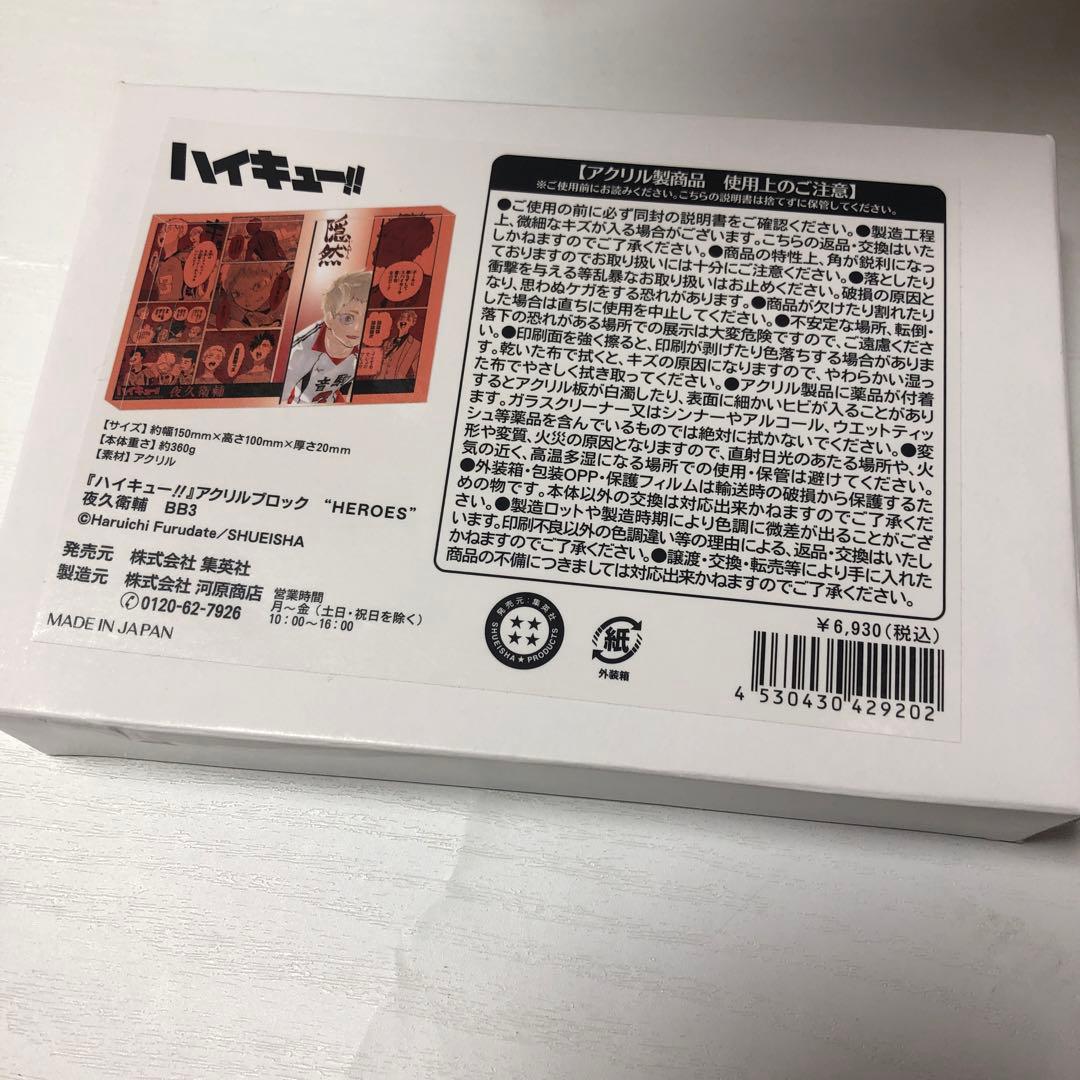 ハイキュー!!
隠然
ハイキュー!!
夜久衛輔
【サイズ】約幅150mm×高さ100mm×厚さ20mm
【本体重さ】約360g
【素材】アクリル
『ハイキュー!!』アクリルブロック “HEROES”
夜久衛輔 BB3
©Haruichi Furudate/SHUEISHA
発売元 株式会社 集英社
製造元 株式会社 河原商店
0120-62-7926
営業時間
月～金（土日・祝日を除く）
10：00～16：00
MADE IN JAPAN
【アクリル製商品 使用上のご注意】
※ご使用前にお読みください。こちらの説明書は捨てずに保管してください。
●ご使用の前に必ず同封の説明書をご確認ください。●製造工程
上、微細なキズが入る場合がございます。こちらの返品・交換はいた
しかねますのでご了承ください。●商品の特性上、角が鋭利になっ
ておりますのでお取り扱いには十分にご注意ください。●落としたり
衝撃を与える等乱暴なお取り扱いはお止めください。破損の原因と
なり、思わぬケガをする恐れがあります。●商品が欠けたり割れたり
した場合は直ちに使用を中止してください。●不安定な場所、転倒・
落下の恐れがある場所での展示は大変危険ですので、ご遠慮くださ
い。●印刷面を強く擦ると、印刷が剥げたり色落ちする場合がありま
す。乾いた布で拭くと、キズの原因になりますので、やわらかい湿っ
た布でやさしく拭き取ってください。●アクリル製品に薬品が付着
するとアクリル板が白濁したり、表面に細かいヒビが入ることがあり
ます。ガラスクリーナー又はシンナーやアルコール、ウエットティッ
シュ等薬品を含んでいるものでは絶対に拭かないでください。●変
形や変質、火災の原因となりますので、直射日光のあたる場所や、火
気の近く、高温多湿になる場所での使用・保管は避けてください。
●外装箱・包装OPP・保護フィルムは輸送時の破損から保護するた
めの物です。本体以外の交換は対応出来かねますのでご了承くださ
い。●製造ロットや製造時期により色調に微差が出ることがござ
います。印刷不良以外の色調違い等の理由による、返品・交換はいたし
かねますのでご了承ください。●譲渡・交換・転売等により手に入れた
商品の不備につきましては対応出来かねますのでご了承ください。
発売元：集英社
SHUEISHA★PRODUCTS
紙
外装箱
￥6,930（税込）
4 530430 429202